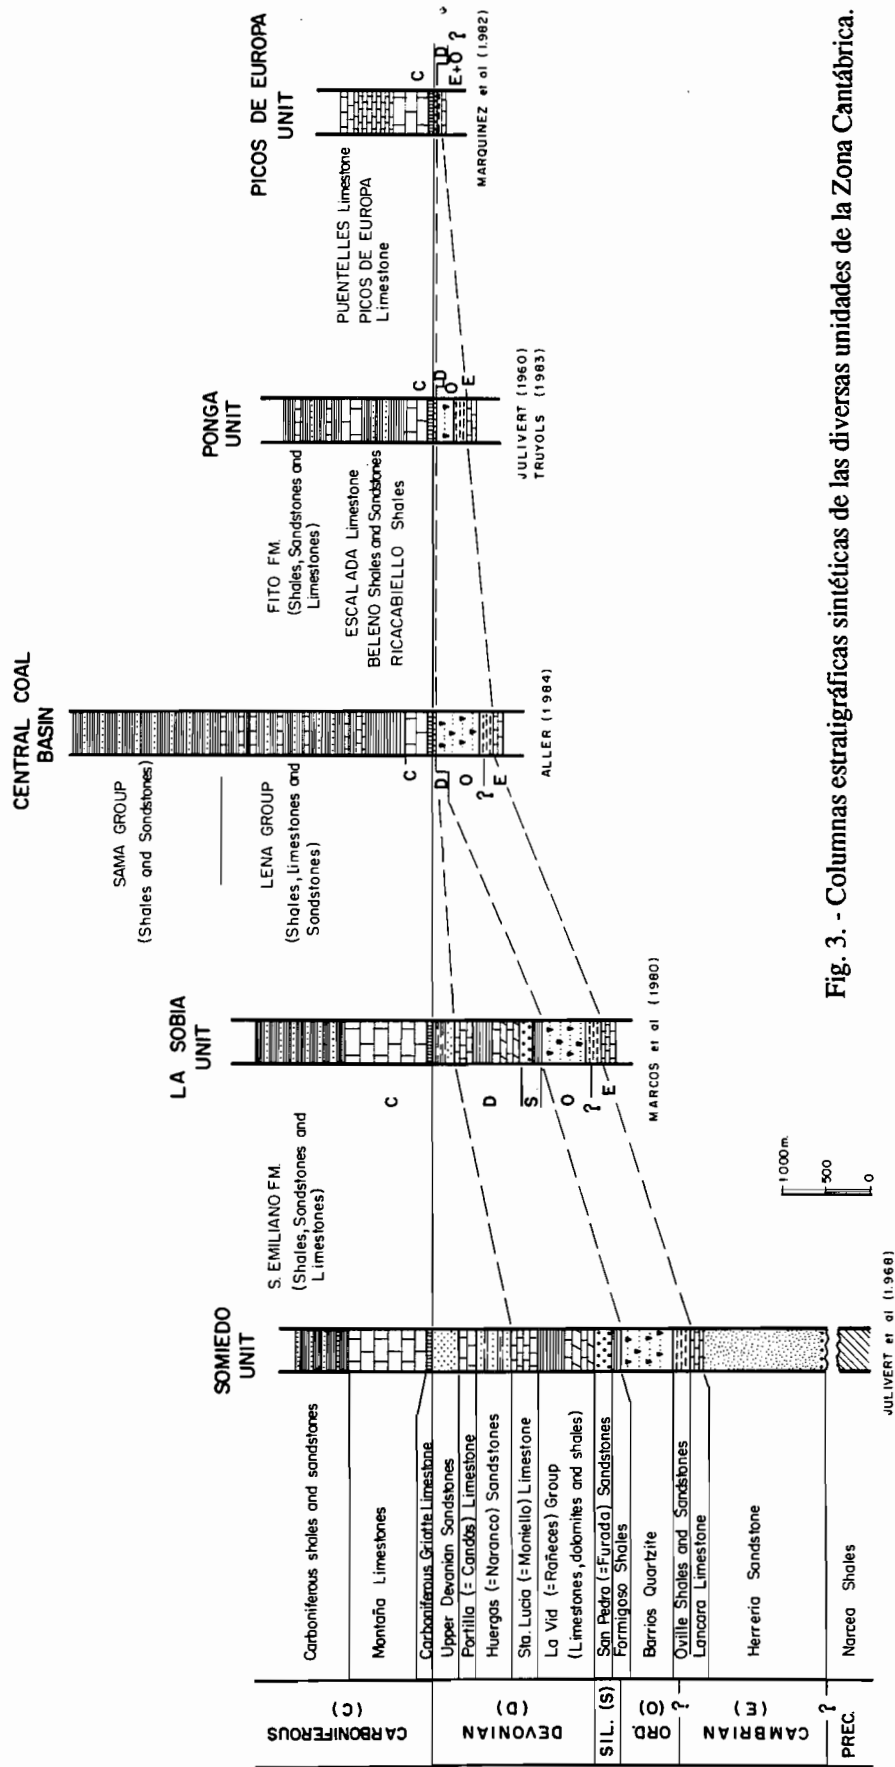 SOMIEDO
UNIT
LA SOBIA
UNIT
CENTRAL COAL
BASIN
PONGA
UNIT
PICOS DE EUROPA
UNIT
CARBONIFEROUS
(C)
DEVONIAN
(D)
SIL. (S)
ORD.
(O)
?
CAMBRIAN
(E)
?
PREC.
Carboniferous shales and sandstones
Montaña Limestones
Carboniferous Griotte Limestone
Upper Devonian Sandstones
Portilla (=Candás) Limestone
Huergas (=Naranco) Sandstones
Sta. Lucia (=Moniello) Limestone
La Vid (=Rañeces) Group
(Limestones, dolomites and shales)
San Pedro (=Furada) Sandstones
Formigoso Shales
Barrios Quartzite
Oville Shales and Sandstones
Lancara Limestone
Herreria Sandstone
Narcea Shales
JULIVERT et al (1.968)
S. EMILIANO FM.
(Shales, Sandstones and
Limestones)
C
D
S
O
?
E
MARCOS et al (1980)
1000m.
500
0
SAMA GROUP
(Shales and Sandstones)
LENA GROUP
(Shales, Limestones and
Sandstones)
C
D
O
?
E
ALLER (1984)
FITO FM.
(Shales, Sandstones and
Limestones)
ESCALADA Limestone
BELENO Shales and Sandstones
RICACABIELLO Shales
C
D
O
E
JULIVERT (1960)
TRUYOLS (1983)
PUENTELLES Limestone
PICOS DE EUROPA
Limestone
C
D
E+O ?
MARQUINEZ et al (1.982)
Fig. 3. - Columnas estratigráficas sintéticas de las diversas unidades de la Zona Cantábrica.